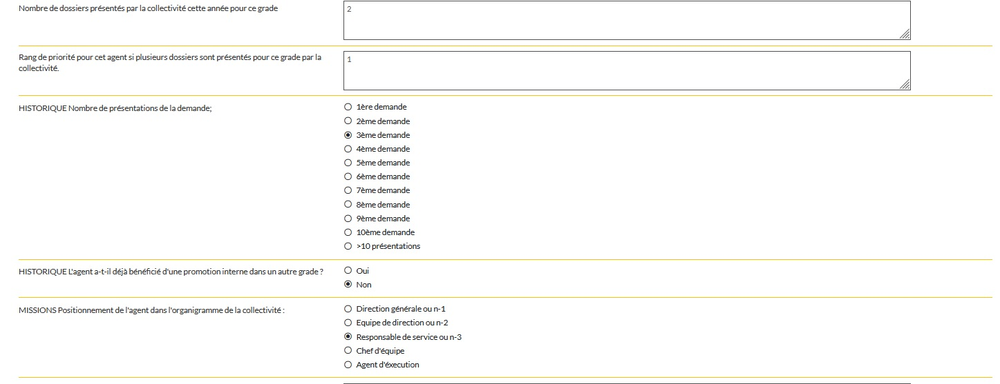 Nombre de dossiers présentés par la collectivité cette année pour ce grade
2
Rang de priorité pour cet agent si plusieurs dossiers sont présentés pour ce grade par la
collectivité.
1
HISTORIQUE Nombre de présentations de la demande;
1ère demande
2ème demande
3ème demande
4ème demande
5ème demande
6ème demande
7ème demande
8ème demande
9ème demande
10ème demande
>10 présentations
HISTORIQUE L'agent a-t-il déjà bénéficié d'une promotion interne dans un autre grade ?
Oui
Non
MISSIONS Positionnement de l'agent dans l'organigramme de la collectivité :
Direction générale ou n-1
Equipe de direction ou n-2
Responsable de service ou n-3
Chef d'équipe
Agent d'éxecution